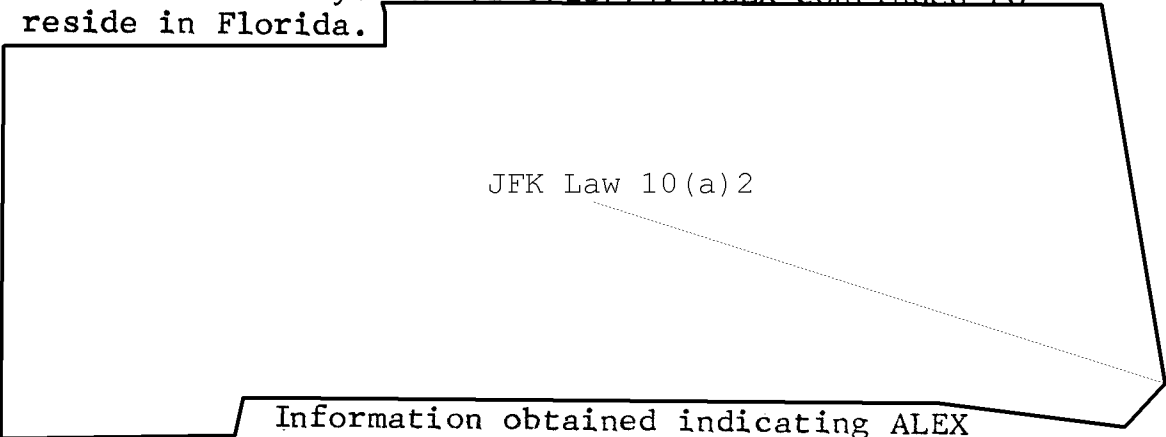 reside in Florida.
JFK Law 10(a)2
Information obtained indicating ALEX